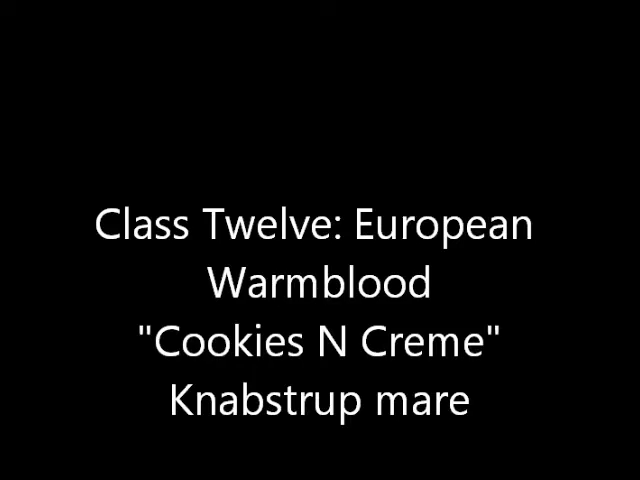 Class Twelve: European
Warmblood
"Cookies N Creme"
Knabstrup mare